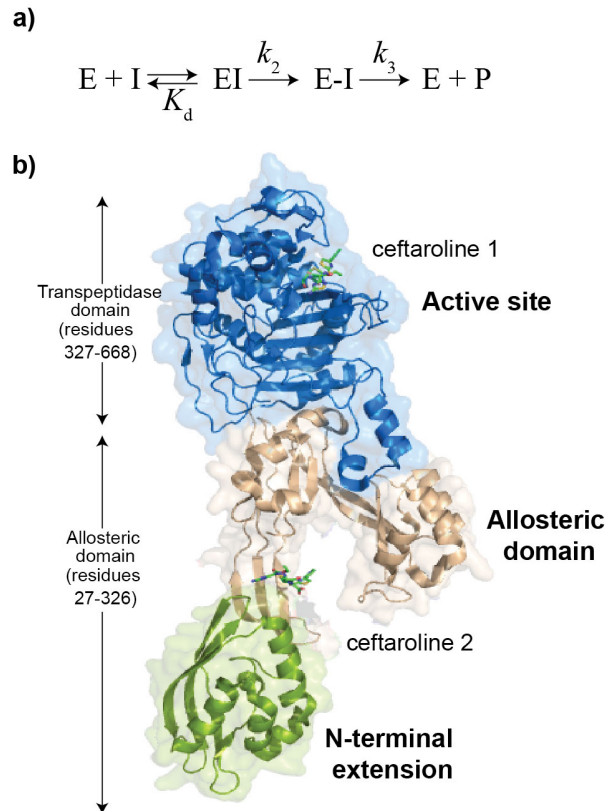 a)
E + I ⇌ EI → E-I → E + P
K_d k_2 k_3
b)
ceftaroline 1
Active site
Transpeptidase
domain
(residues
327-668)
Allosteric
domain
(residues
27-326)
Allosteric
domain
ceftaroline 2
N-terminal
extension